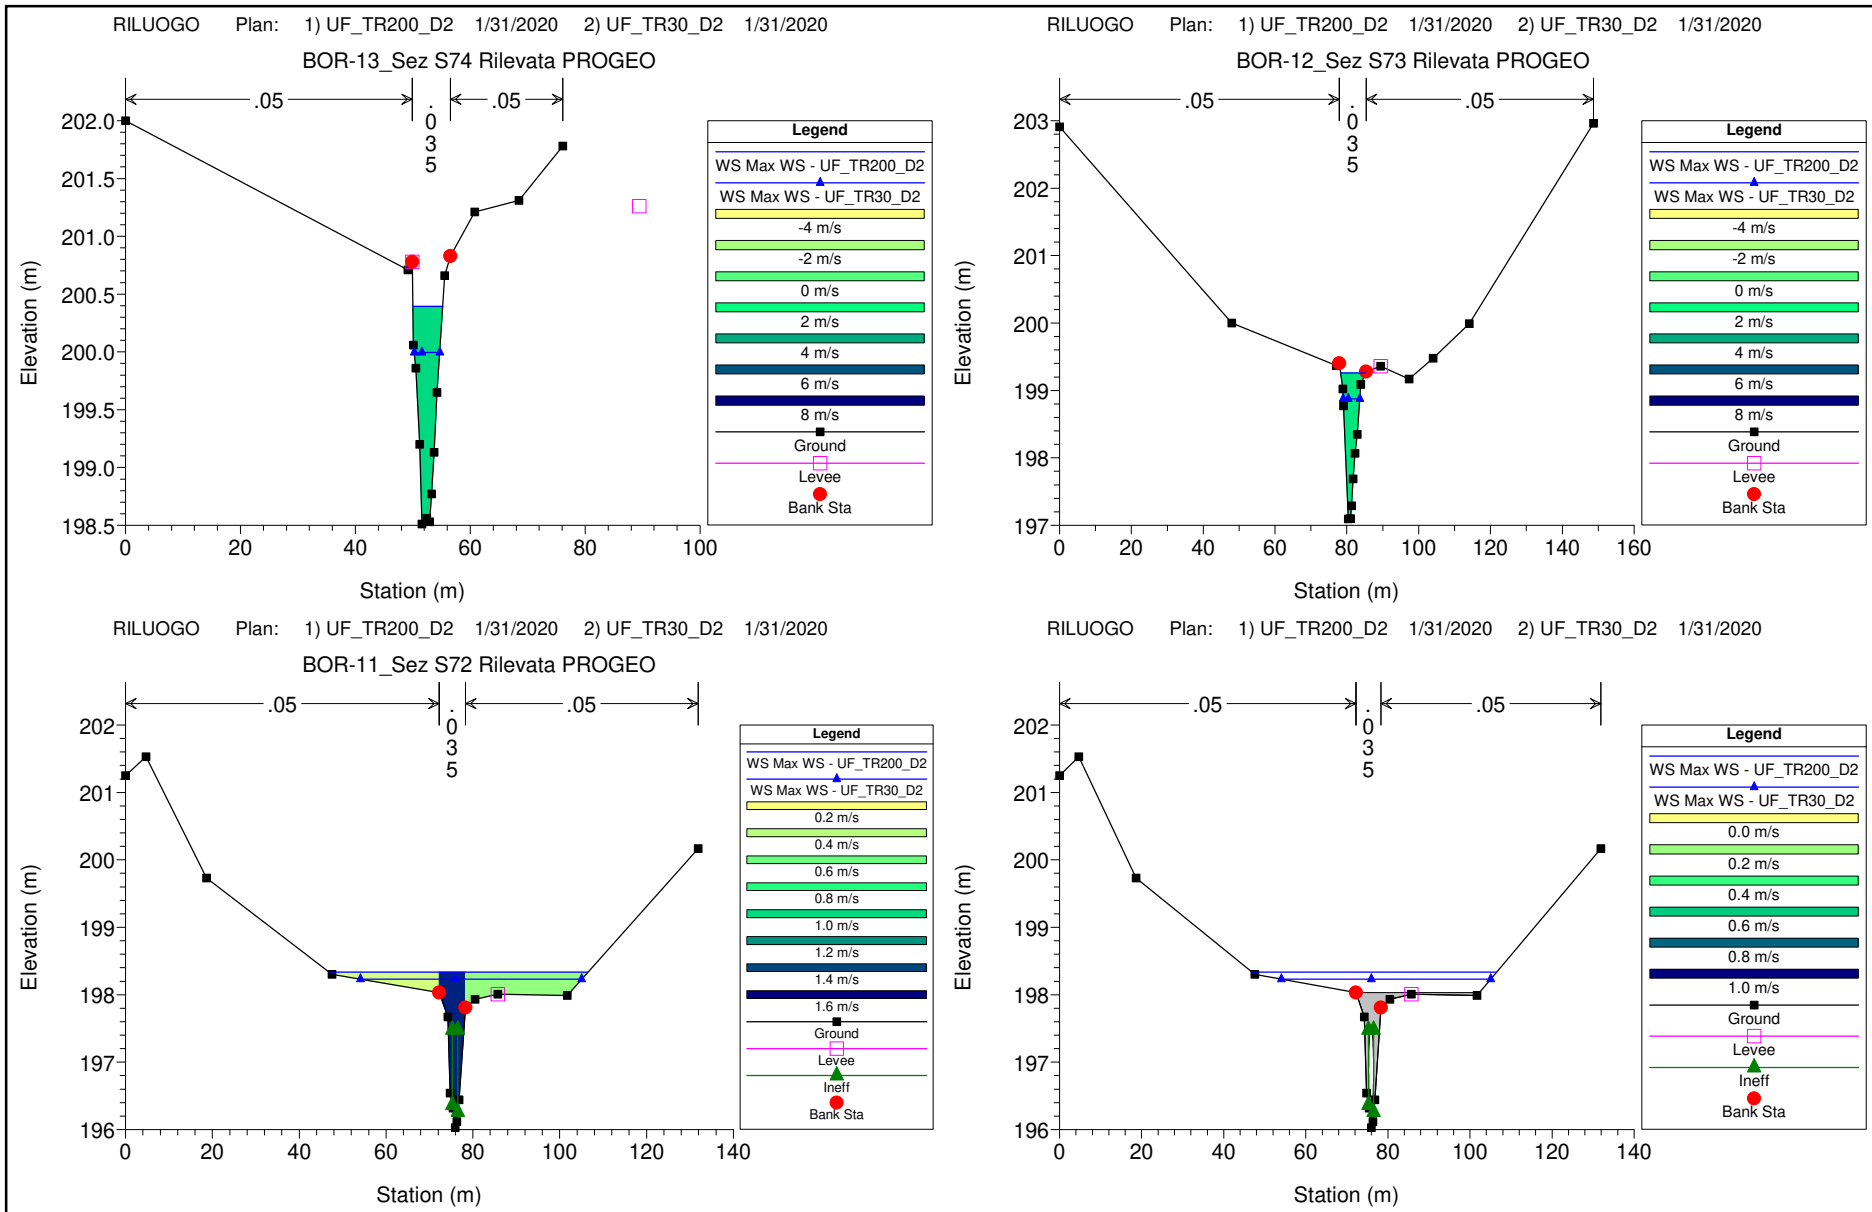 RILUOGO Plan: 1) UF_TR200_D2 1/31/2020 2) UF_TR30_D2 1/31/2020
BOR-13_Sez S74 Rilevata PROGEO
.05
.035
.05
202.0
201.5
201.0
200.5
200.0
199.5
199.0
198.5
Elevation (m)
0 20 40 60 80 100
Station (m)
Legend
WS Max WS - UF_TR200_D2
WS Max WS - UF_TR30_D2
-4 m/s
-2 m/s
0 m/s
2 m/s
4 m/s
6 m/s
8 m/s
Ground
Levee
Bank Sta
RILUOGO Plan: 1) UF_TR200_D2 1/31/2020 2) UF_TR30_D2 1/31/2020
BOR-12_Sez S73 Rilevata PROGEO
.05
.035
.05
203
202
201
200
199
198
197
Elevation (m)
0 20 40 60 80 100 120 140 160
Station (m)
Legend
WS Max WS - UF_TR200_D2
WS Max WS - UF_TR30_D2
-4 m/s
-2 m/s
0 m/s
2 m/s
4 m/s
6 m/s
8 m/s
Ground
Levee
Bank Sta
RILUOGO Plan: 1) UF_TR200_D2 1/31/2020 2) UF_TR30_D2 1/31/2020
BOR-11_Sez S72 Rilevata PROGEO
.05
.035
.05
202
201
200
199
198
197
196
Elevation (m)
0 20 40 60 80 100 120 140
Station (m)
Legend
WS Max WS - UF_TR200_D2
WS Max WS - UF_TR30_D2
0.2 m/s
0.4 m/s
0.6 m/s
0.8 m/s
1.0 m/s
1.2 m/s
1.4 m/s
1.6 m/s
Ground
Levee
Ineff
Bank Sta
RILUOGO Plan: 1) UF_TR200_D2 1/31/2020 2) UF_TR30_D2 1/31/2020
.05
.035
.05
202
201
200
199
198
197
196
Elevation (m)
0 20 40 60 80 100 120 140
Station (m)
Legend
WS Max WS - UF_TR200_D2
WS Max WS - UF_TR30_D2
0.0 m/s
0.2 m/s
0.4 m/s
0.6 m/s
0.8 m/s
1.0 m/s
Ground
Levee
Ineff
Bank Sta